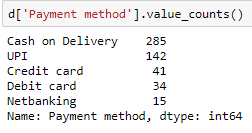 d['Payment method'].value_counts()
Cash on Delivery    285
UPI                 142
Credit card          41
Debit card           34
Netbanking           15
Name: Payment method, dtype: int64